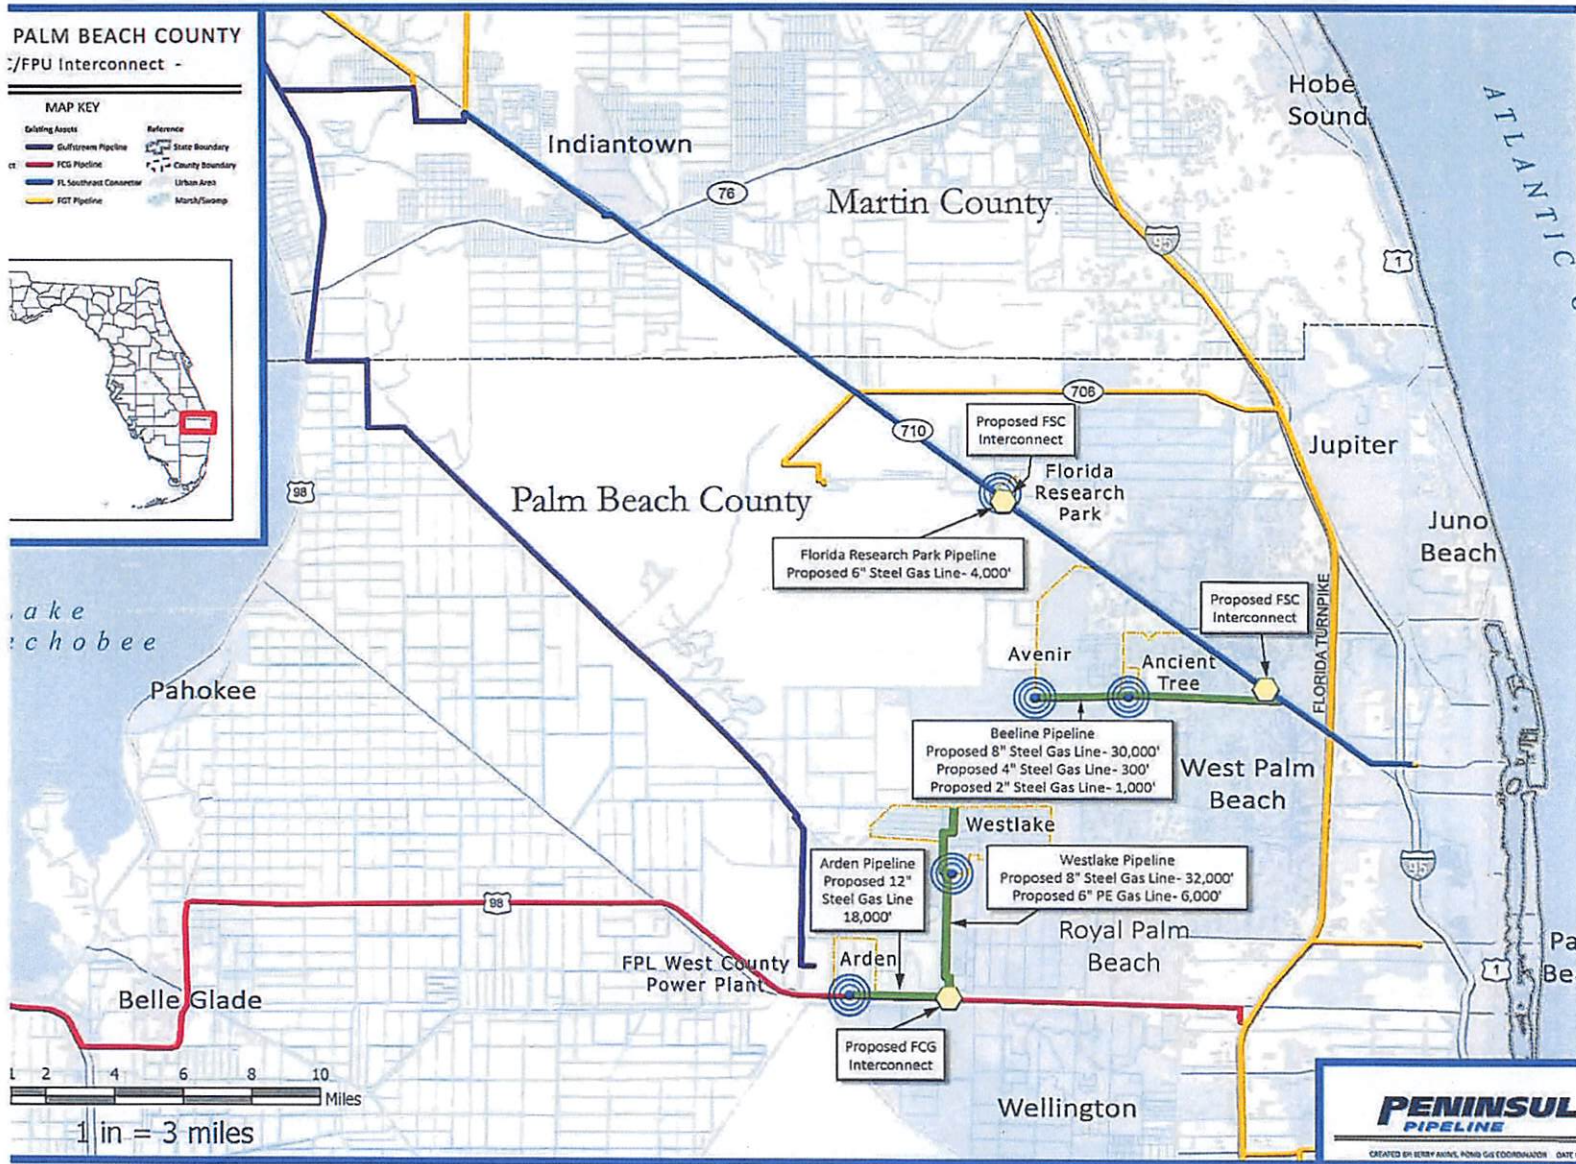 PALM BEACH COUNTY
C/FPU Interconnect -
MAP KEY
Existing Assets
Reference
Gulfstream Pipeline
State Boundary
FCG Pipeline
County Boundary
FL Southeast Connector
Urban Area
FGT Pipeline
Marsh/Swamp
Hobe
Sound
ATLANTIC
Indiantown
76
Martin County
95
1
706
710
Proposed FSC
Interconnect
Jupiter
Florida
Research
Park
98
Palm Beach County
Juno
Beach
Florida Research Park Pipeline
Proposed 6" Steel Gas Line- 4,000'
ake
echobee
Proposed FSC
Interconnect
FLORIDA TURNPIKE
Avenir
Ancient
Tree
Pahokee
Beeline Pipeline
Proposed 8" Steel Gas Line- 30,000'
Proposed 4" Steel Gas Line- 300'
Proposed 2" Steel Gas Line- 1,000'
West Palm
Beach
Westlake
Arden Pipeline
Proposed 12"
Steel Gas Line
18,000'
Westlake Pipeline
Proposed 8" Steel Gas Line- 32,000'
Proposed 6" PE Gas Line- 6,000'
95
98
Royal Palm
Beach
FPL West County
Power Plant
Arden
Pa
Be
1
Belle Glade
Proposed FCG
Interconnect
2 4 6 8 10
Miles
1 in = 3 miles
Wellington
PENINSUL
PIPELINE